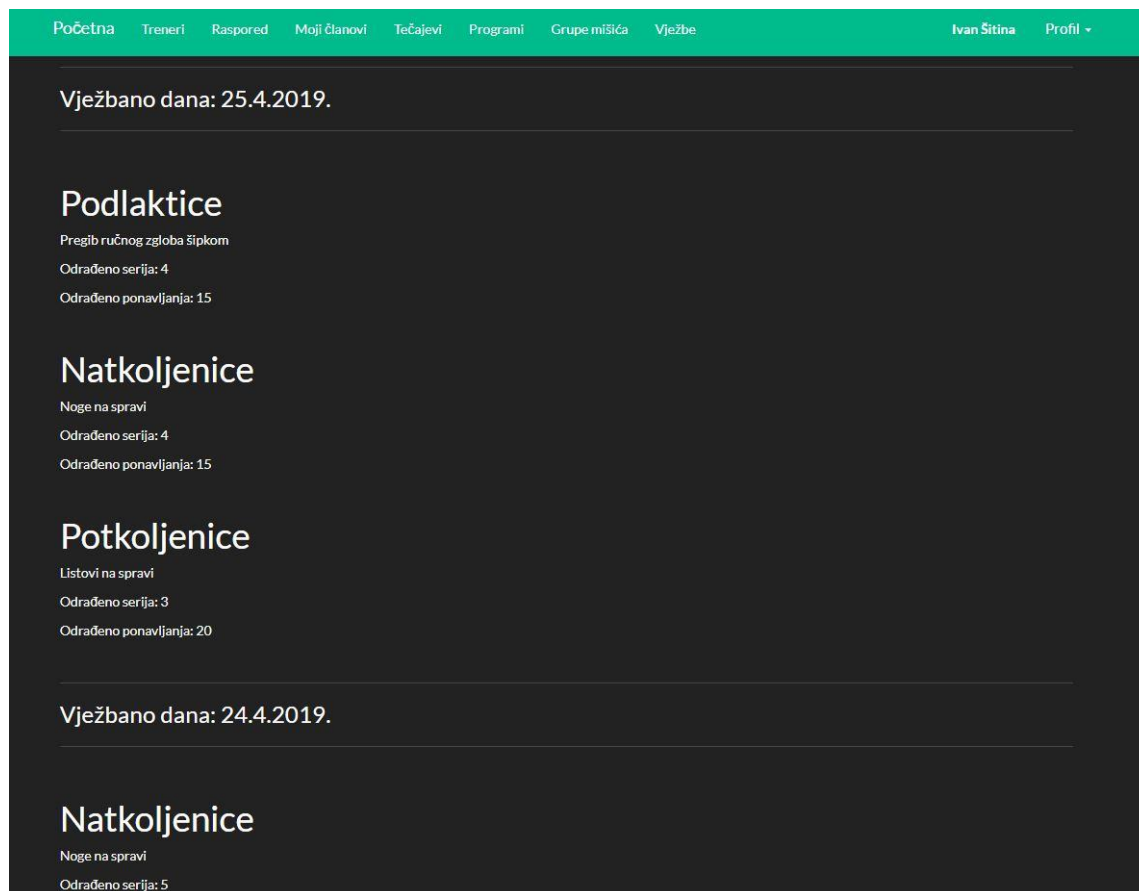 Početna Treneri Raspored Moji članovi Tečajevi Programi Grupe mišića Vježbe Ivan Šitina Profil
Vježbano dana: 25.4.2019.
Podlaktice
Pregib ručnog zgloba šipkom
Odrađeno serija: 4
Odrađeno ponavljanja: 15
Natkoljenice
Noge na spravi
Odrađeno serija: 4
Odrađeno ponavljanja: 15
Potkoljenice
Listovi na spravi
Odrađeno serija: 3
Odrađeno ponavljanja: 20
Vježbano dana: 24.4.2019.
Natkoljenice
Noge na spravi
Odrađeno serija: 5